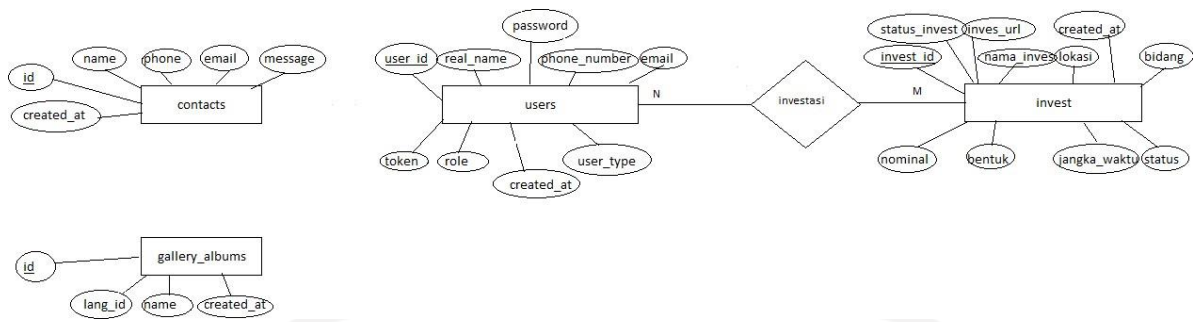 name
phone
email
message
id
created_at
contacts
password
user_id
real_name
phone_number
email
users
token
role
created_at
user_type
N
investasi
M
status_invest
inves_url
created_at
invest_id
nama_inves
lokasi
bidang
invest
nominal
bentuk
jangka_waktu
status
id
gallery_albums
lang_id
name
created_at